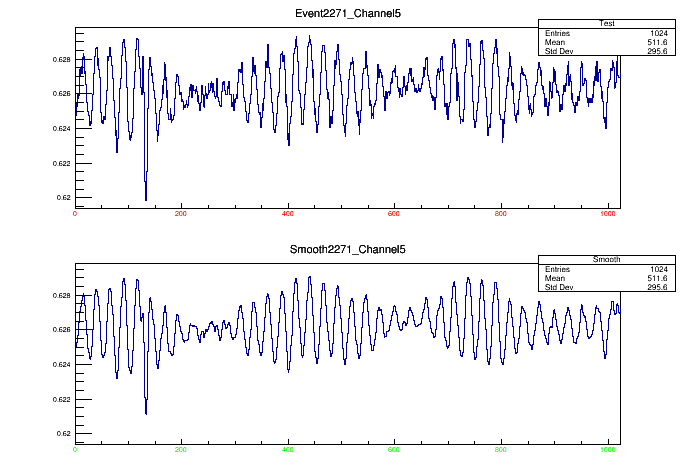 Event2271_Channel5
Test
Entries 1024
Mean 511.6
Std Dev 295.6
0.628
0.626
0.624
0.622
0.62
0 200 400 600 800 1000
Smooth2271_Channel5
Smooth
Entries 1024
Mean 511.6
Std Dev 295.6
0.628
0.626
0.624
0.622
0.62
0 200 400 600 800 1000